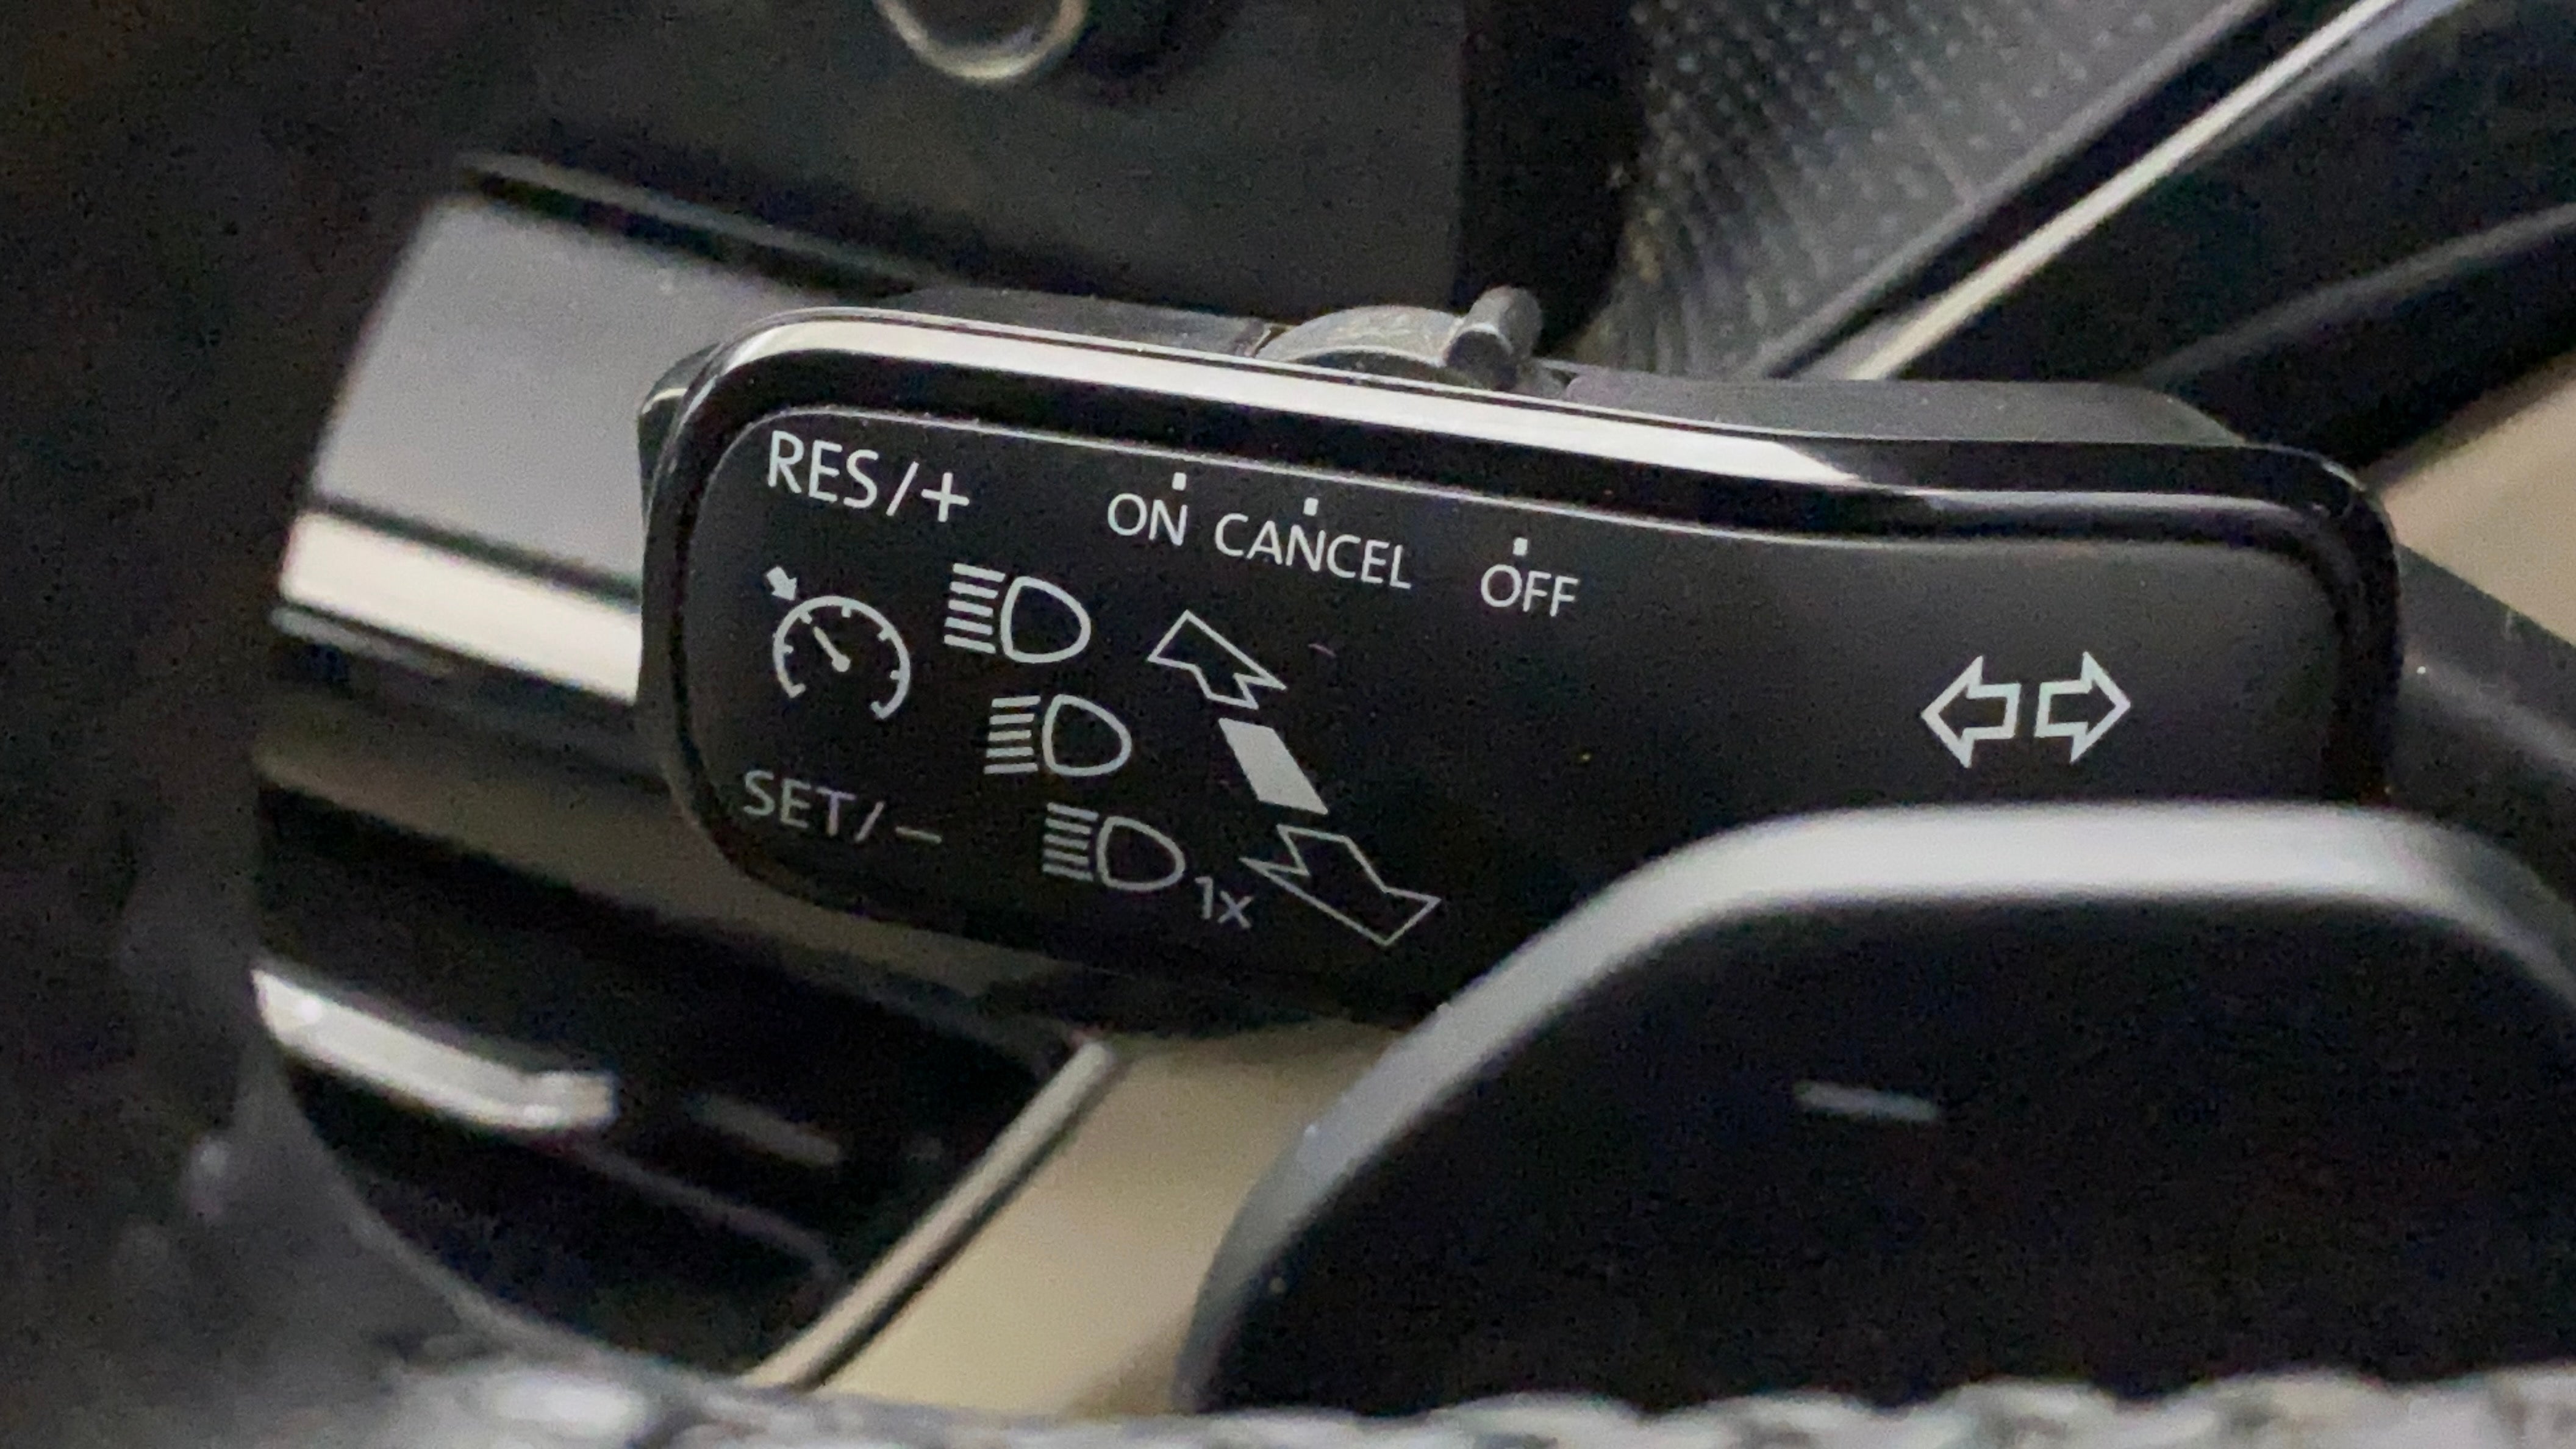 RES/+
ON CANCEL OFF
SET/−
1x